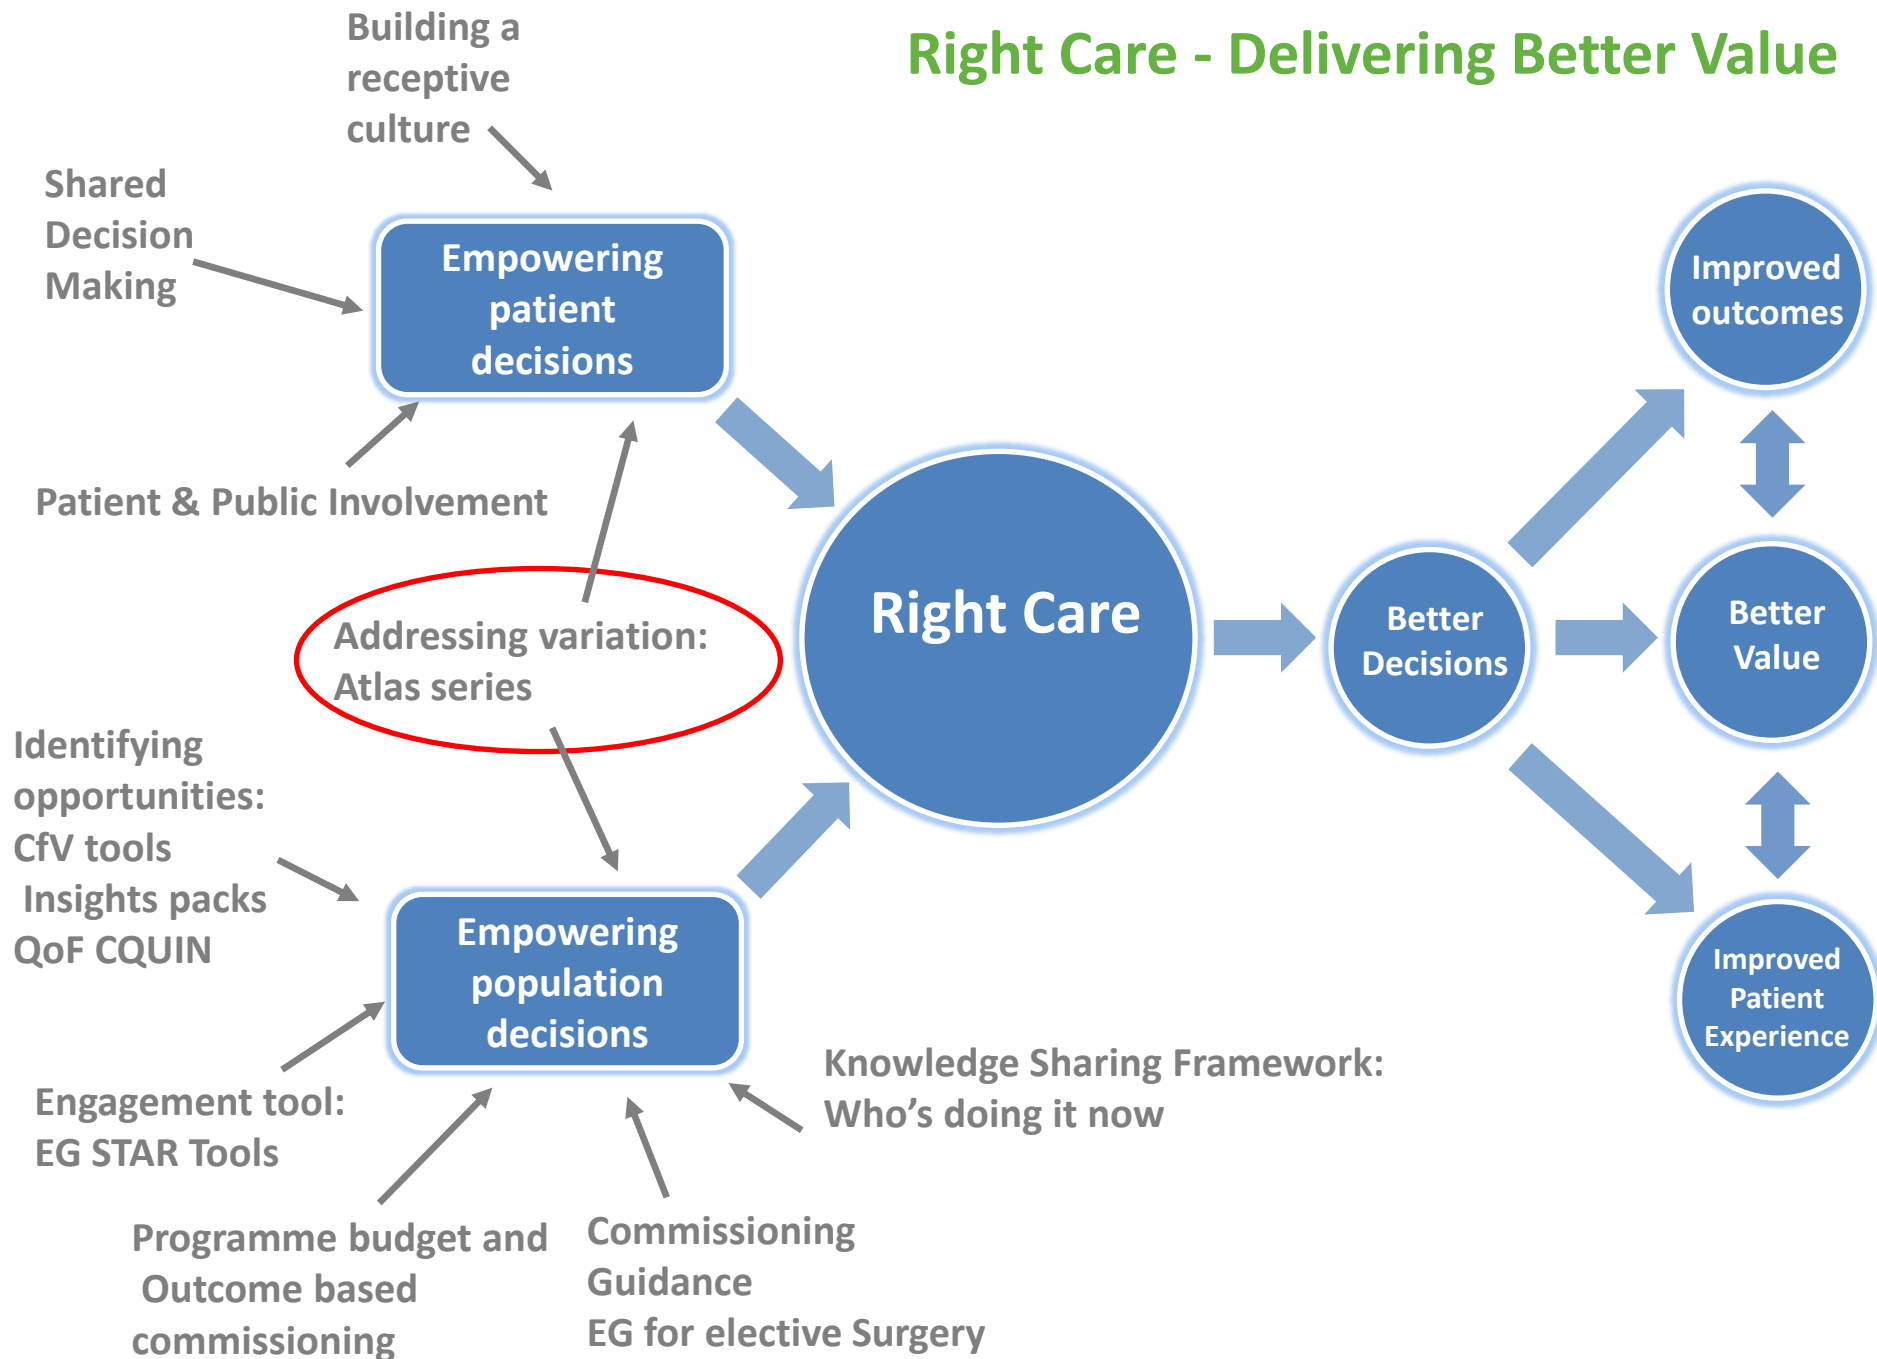 Right Care - Delivering Better Value
Building a
receptive
culture
Shared
Decision
Making
Empowering
patient
decisions
Patient & Public Involvement
Addressing variation:
Atlas series
Identifying
opportunities:
CfV tools
Insights packs
QoF CQUIN
Empowering
population
decisions
Engagement tool:
EG STAR Tools
Programme budget and
Outcome based
commissioning
Commissioning
Guidance
EG for elective Surgery
Knowledge Sharing Framework:
Who’s doing it now
Right Care
Better
Decisions
Improved
outcomes
Better
Value
Improved
Patient
Experience